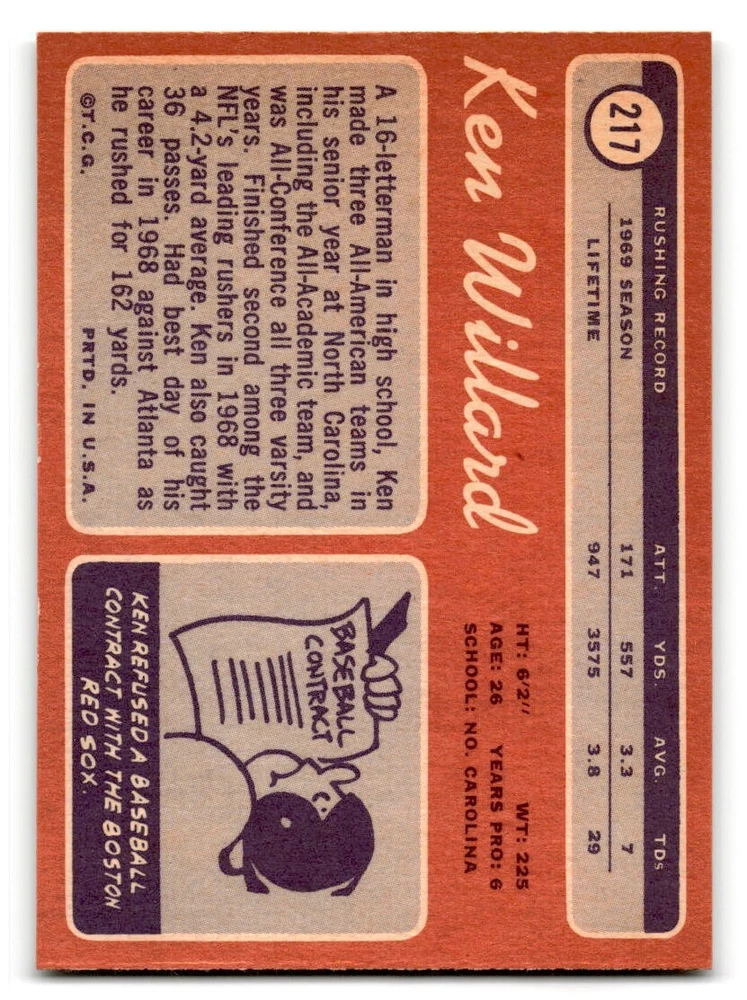 217
RUSHING RECORD ATT. YDS. AVG. TDs
1969 SEASON 171 557 3.3 7
LIFETIME 947 3575 3.8 29
Ken Willard
HT: 6'2" WT: 225
AGE: 26 YEARS PRO: 6
SCHOOL: NO. CAROLINA
A 16-letterman in high school, Ken
made three All-American teams in
his senior year at North Carolina,
including the All-Academic team, and
was All-Conference all three varsity
years. Finished second among the
NFL's leading rushers in 1968 with
a 4.2-yard average. Ken also caught
36 passes. Had best day of his
career in 1968 against Atlanta as
he rushed for 162 yards.
©T.C.G. PRTD. IN U.S.A.
BASEBALL
CONTRACT
KEN REFUSED A BASEBALL
CONTRACT WITH THE BOSTON
RED SOX.